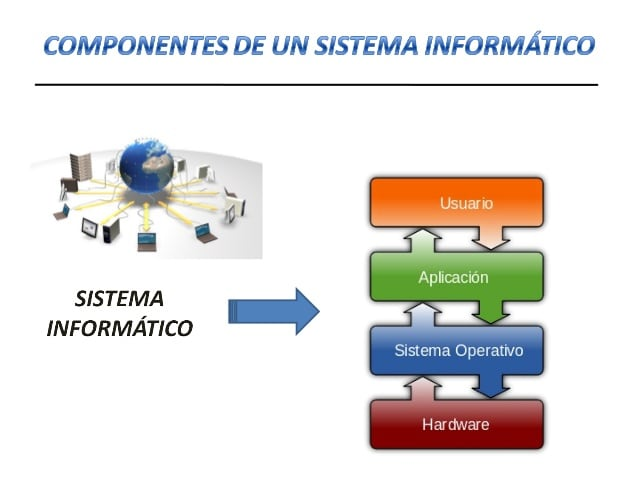 COMPONENTES DE UN SISTEMA INFORMÁTICO
SISTEMA
INFORMÁTICO
Usuario
Aplicación
Sistema Operativo
Hardware